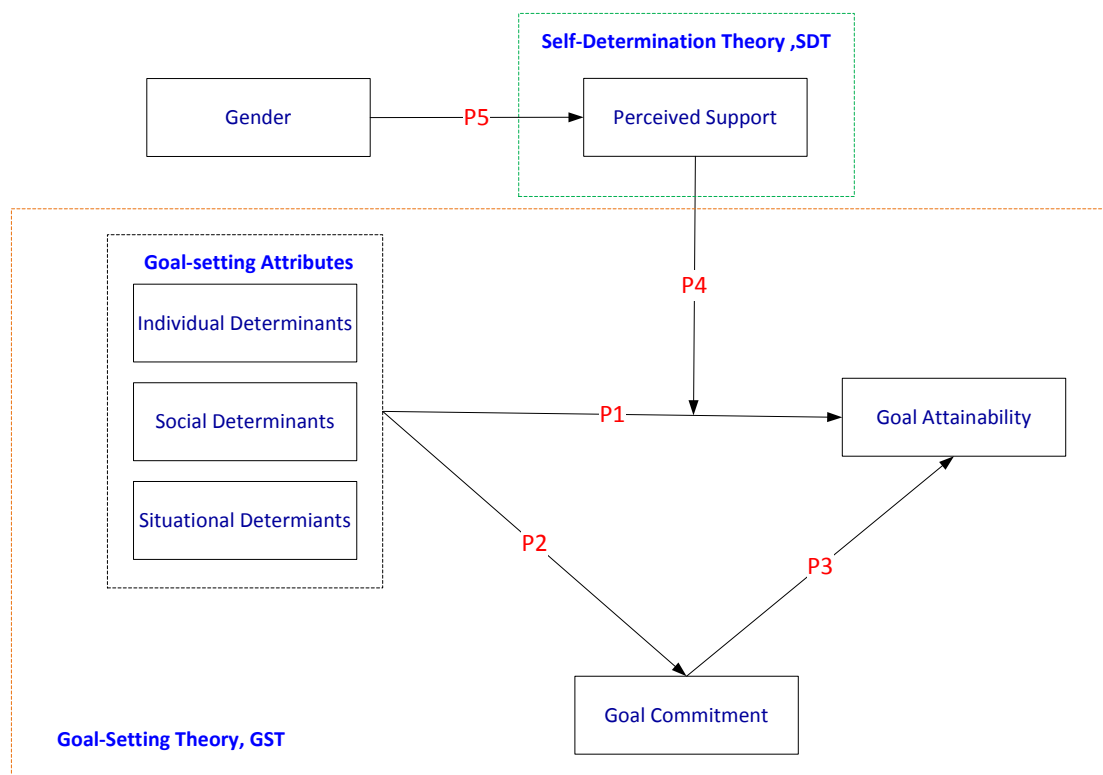 Self-Determination Theory ,SDT
Gender
P5
Perceived Support
Goal-setting Attributes
P4
Individual Determinants
Social Determinants
P1
Goal Attainability
Situational Determiants
P2
P3
Goal Commitment
Goal-Setting Theory, GST